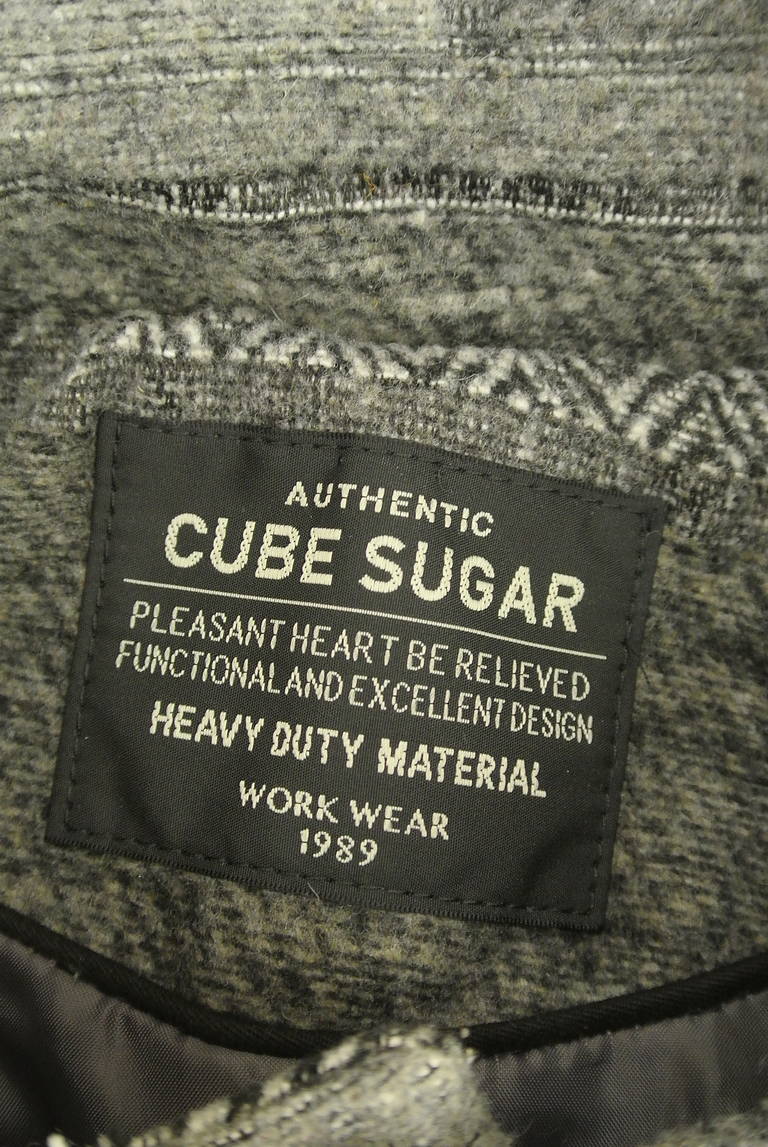 AUTHENTIC
CUBE SUGAR
PLEASANT HEART BE RELIEVED
FUNCTIONAL AND EXCELLENT DESIGN
HEAVY DUTY MATERIAL
WORK WEAR
1989